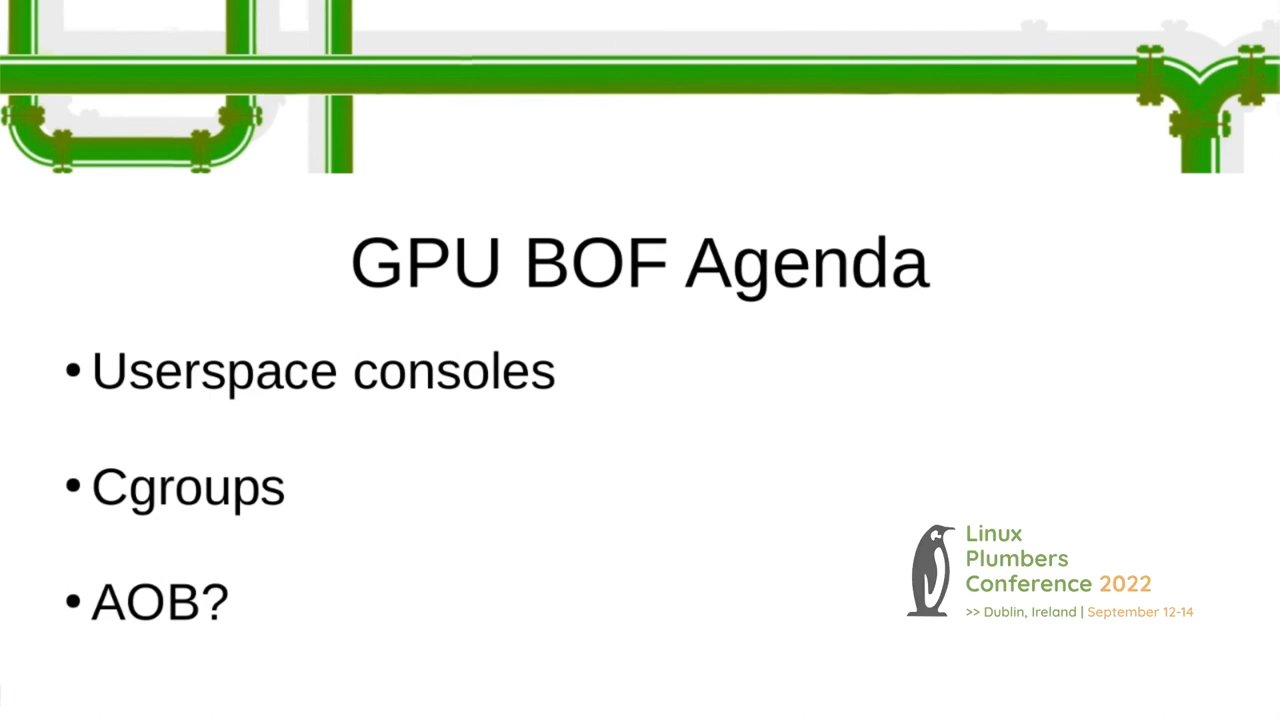 GPU BOF Agenda
• Userspace consoles
• Cgroups
• AOB?
Linux
Plumbers
Conference 2022
>> Dublin, Ireland | September 12-14